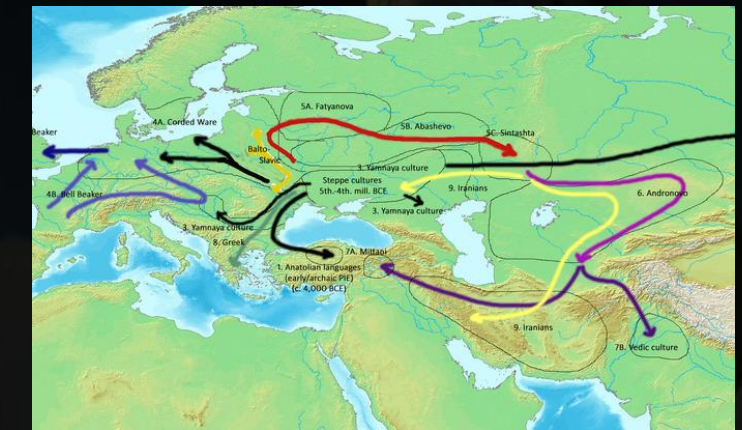 5A. Fatyanova
4A. Corded Ware
5B. Abashevo
Beaker
5C. Sintashta
Balto-
Slavic
3. Yamnaya culture
Steppe cultures
5th.-4th. mill. BCE
9. Iranians
4B. Bell Beaker
6. Andronovo
3. Yamnaya culture
3. Yamnaya culture
8. Greek
7A. Mittani
1. Anatolian languages
(early/archaic PIE)
(c. 4,000 BCE)
9. Iranians
7B. Vedic culture